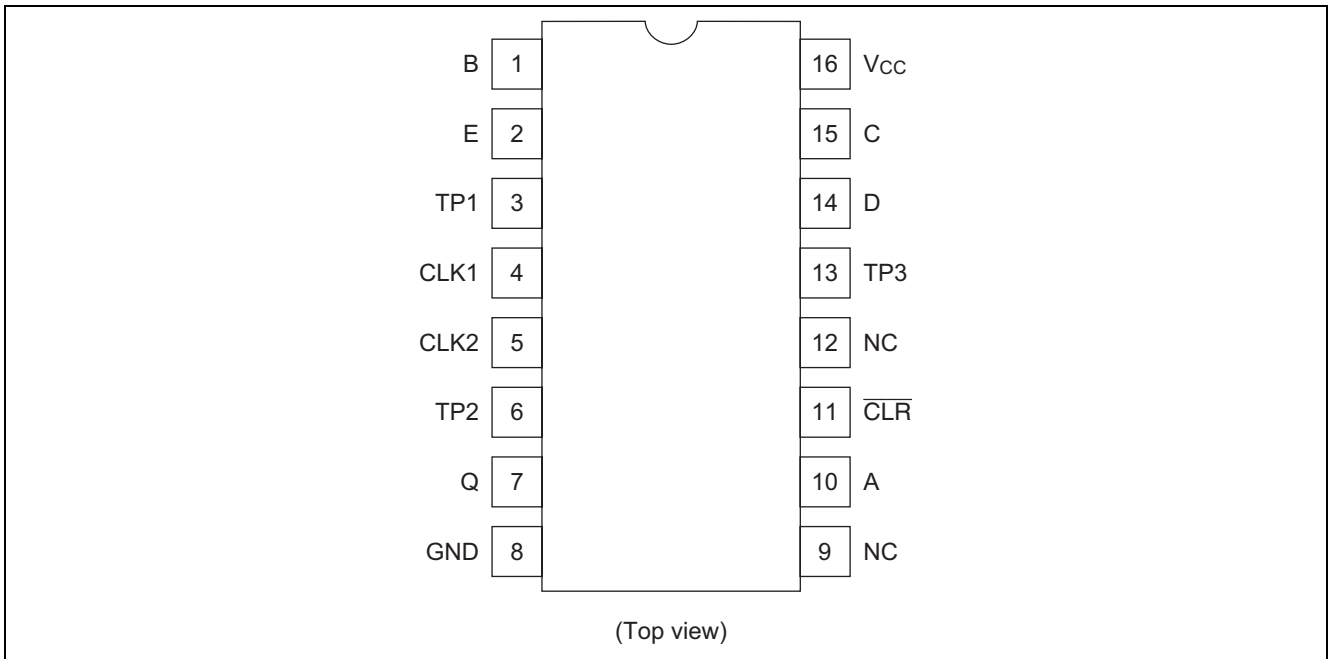 B 1 16 VCC
E 2 15 C
TP1 3 14 D
CLK1 4 13 TP3
CLK2 5 12 NC
TP2 6 11 C̅L̅R̅
Q 7 10 A
GND 8 9 NC
(Top view)